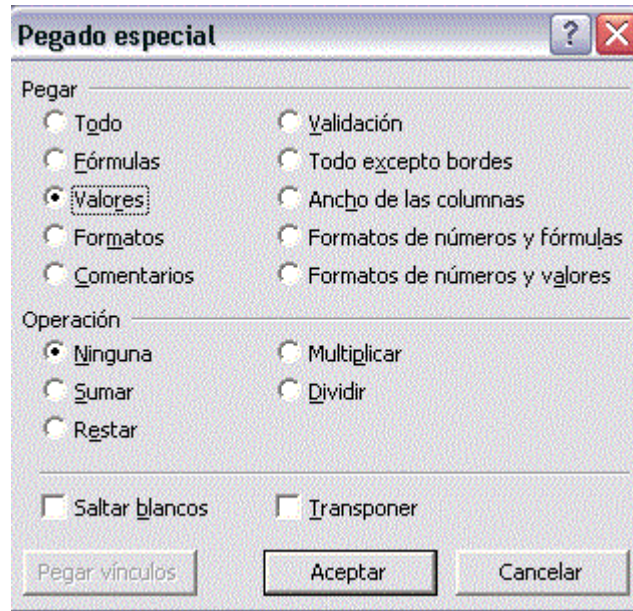 Pegado especial
Pegar
Todo Validación
Fórmulas Todo excepto bordes
Valores Ancho de las columnas
Formatos Formatos de números y fórmulas
Comentarios Formatos de números y valores
Operación
Ninguna Multiplicar
Sumar Dividir
Restar
Saltar blancos Transponer
Pegar vínculos Aceptar Cancelar